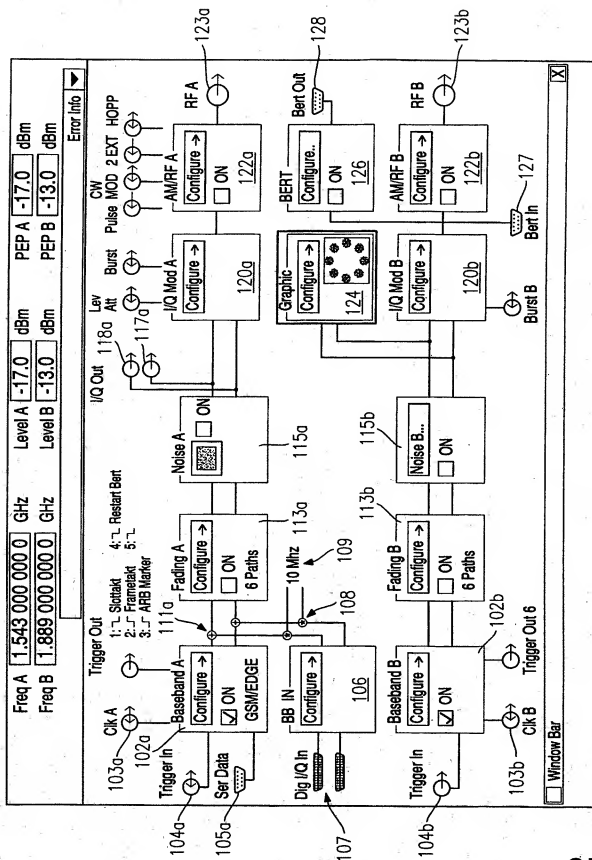 Freq A 1.543 000 000 0 GHz Level A -17.0 dBm PEP A -17.0 dBm
Freq B 1.889 000 000 0 GHz Level B -13.0 dBm PEP B -13.0 dBm
Error Info
Trigger Out
1: Slottakt
2: Frametakt
3: ARB Marker
4: Restart Bert
5:
I/Q Out
118a
117a
Lev Att
Burst
Pulse
CW MOD
2 EXT
HOPP
103a
Clk A
102a
Baseband A
Configure →
ON
GSM/EDGE
Trigger In
104a
Ser Data
105a
111a
Fading A
Configure →
ON
6 Paths
113a
Noise A
ON
115a
I/Q Mod A
Configure →
120a
AM/RF A
Configure →
ON
122a
RF A
123a
10 Mhz
109
108
BB IN
Configure →
106
Dig I/Q In
107
Graphic
Configure →
124
BERT
Configure...
ON
126
Bert Out
128
Trigger In
104b
Baseband B
Configure →
ON
102b
Fading B
Configure →
ON
6 Paths
113b
Noise B...
ON
115b
I/Q Mod B
Configure →
120b
AM/RF B
Configure →
ON
122b
RF B
123b
103b
Clk B
Trigger Out 6
Burst B
Bert In
127
Window Bar
X